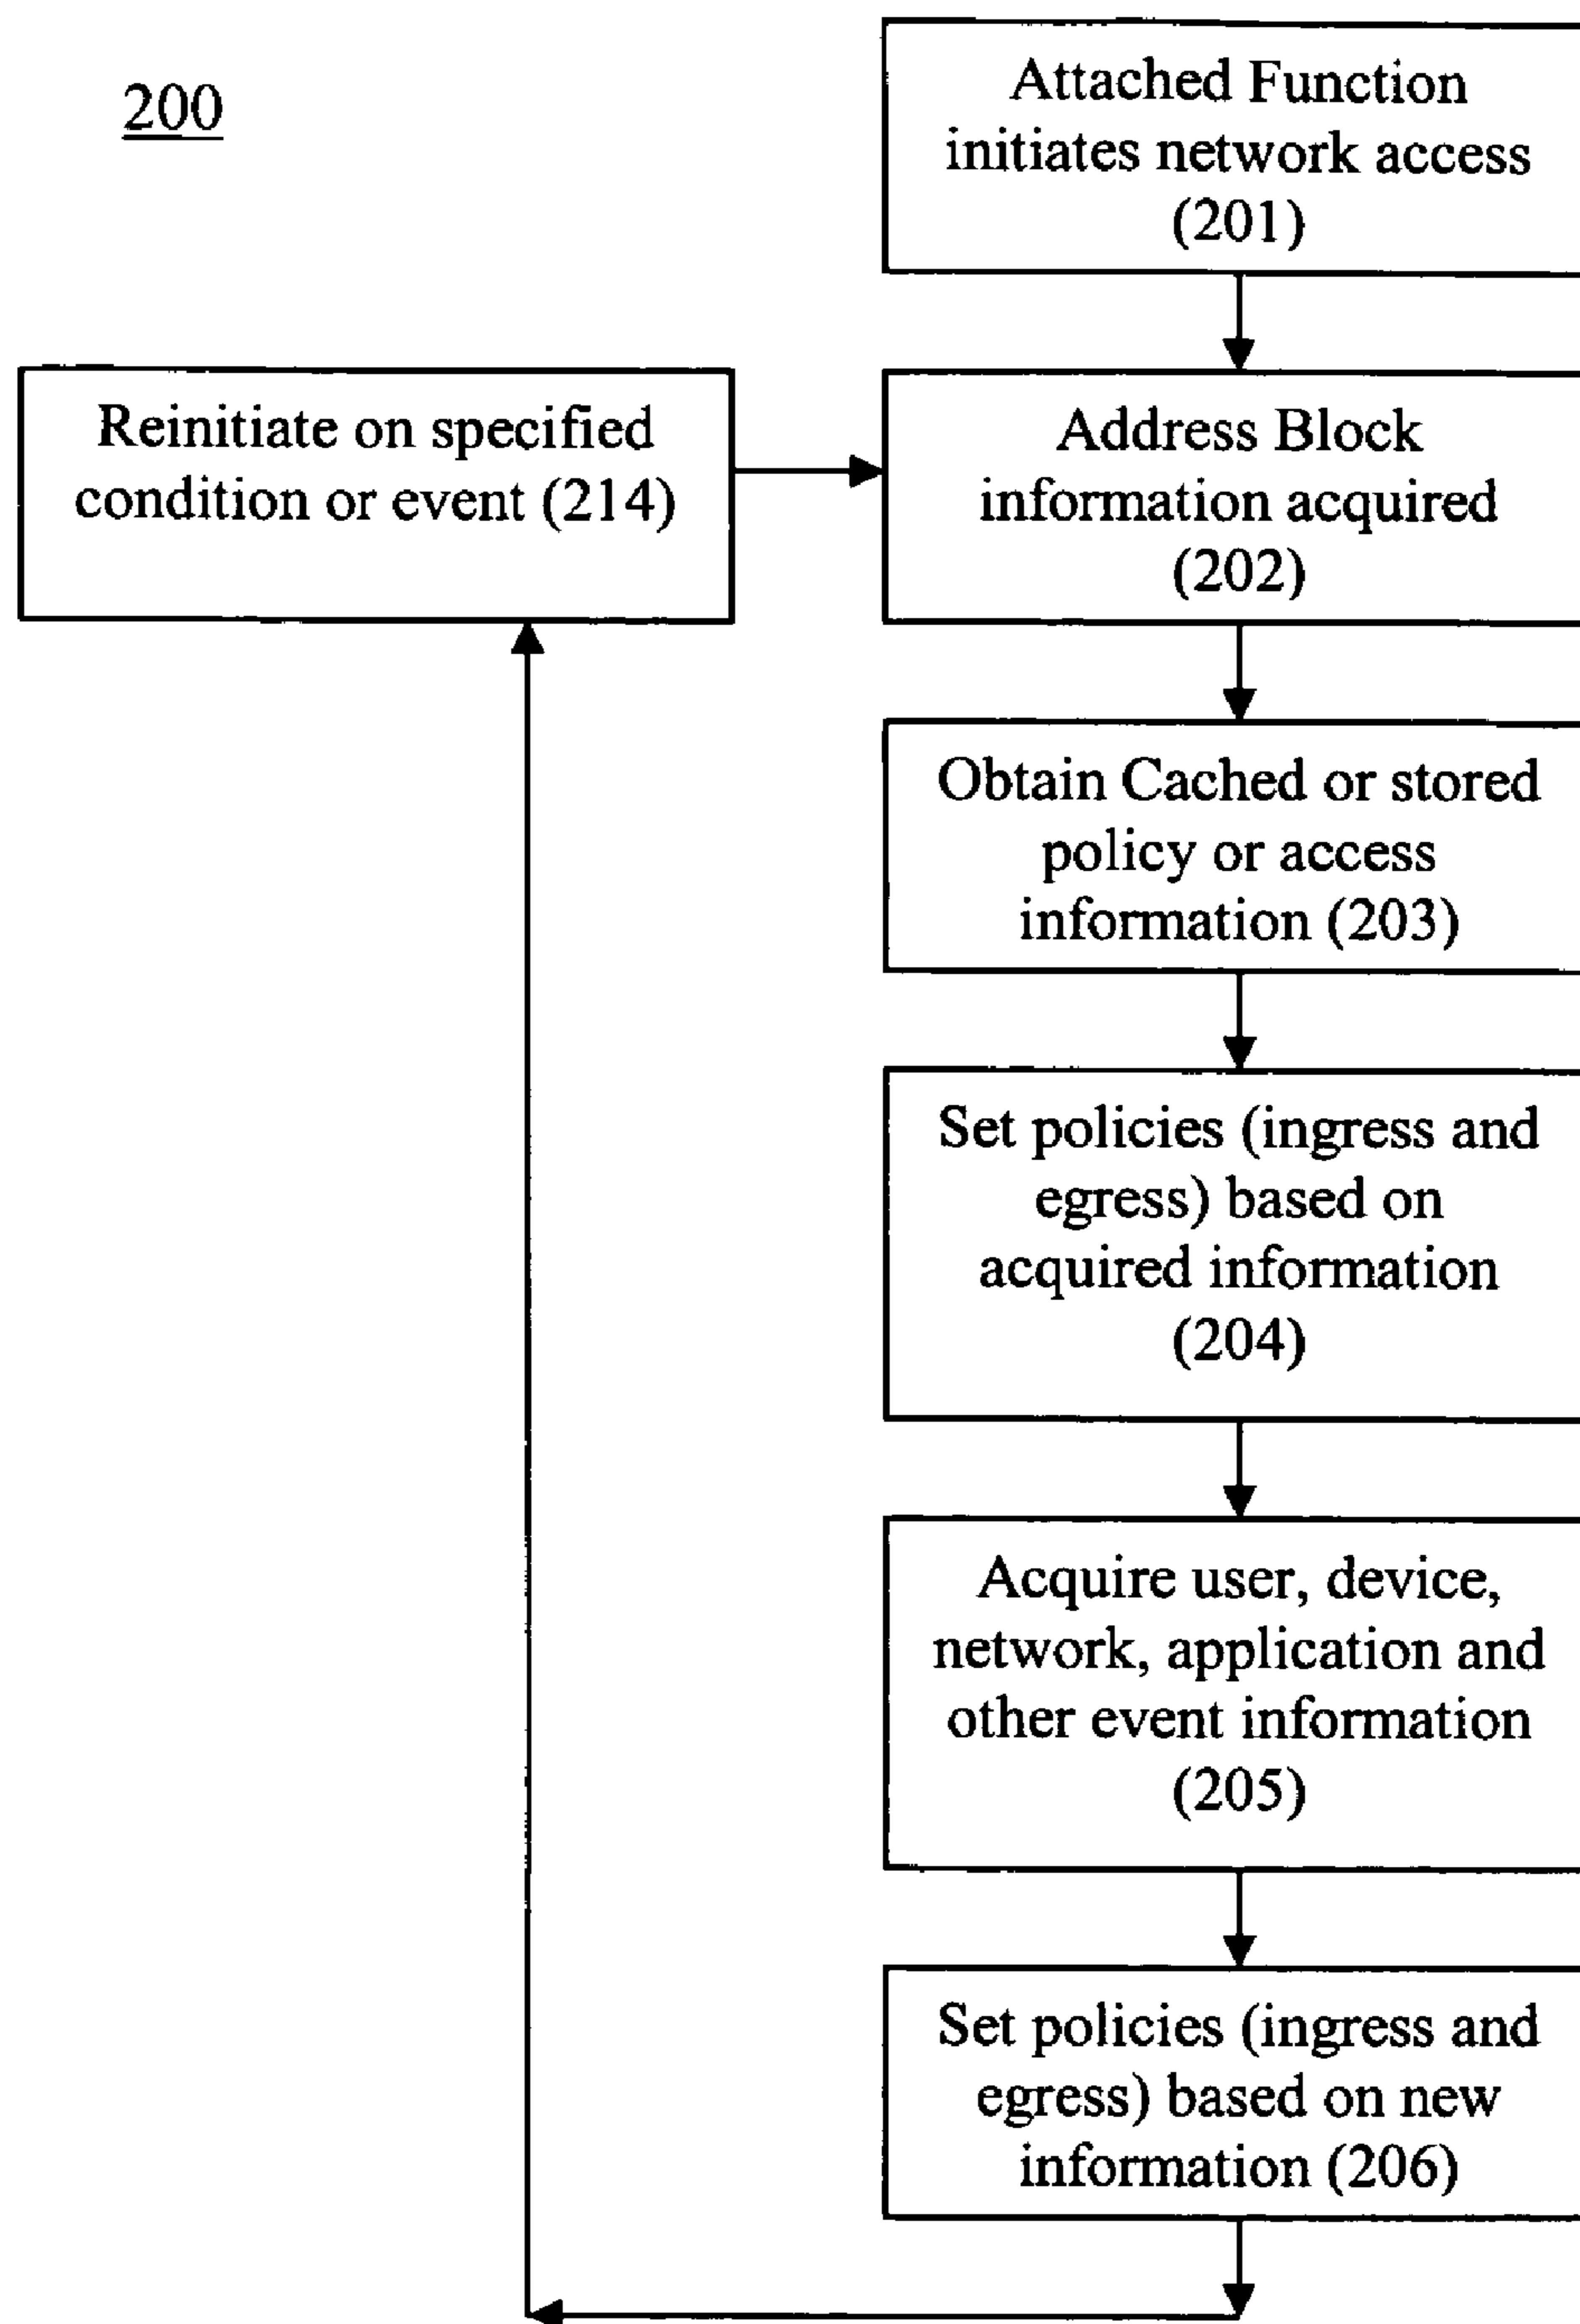 200
Attached Function
initiates network access
(201)
Reinitiate on specified
condition or event (214)
Address Block
information acquired
(202)
Obtain Cached or stored
policy or access
information (203)
Set policies (ingress and
egress) based on
acquired information
(204)
Acquire user, device,
network, application and
other event information
(205)
Set policies (ingress and
egress) based on new
information (206)